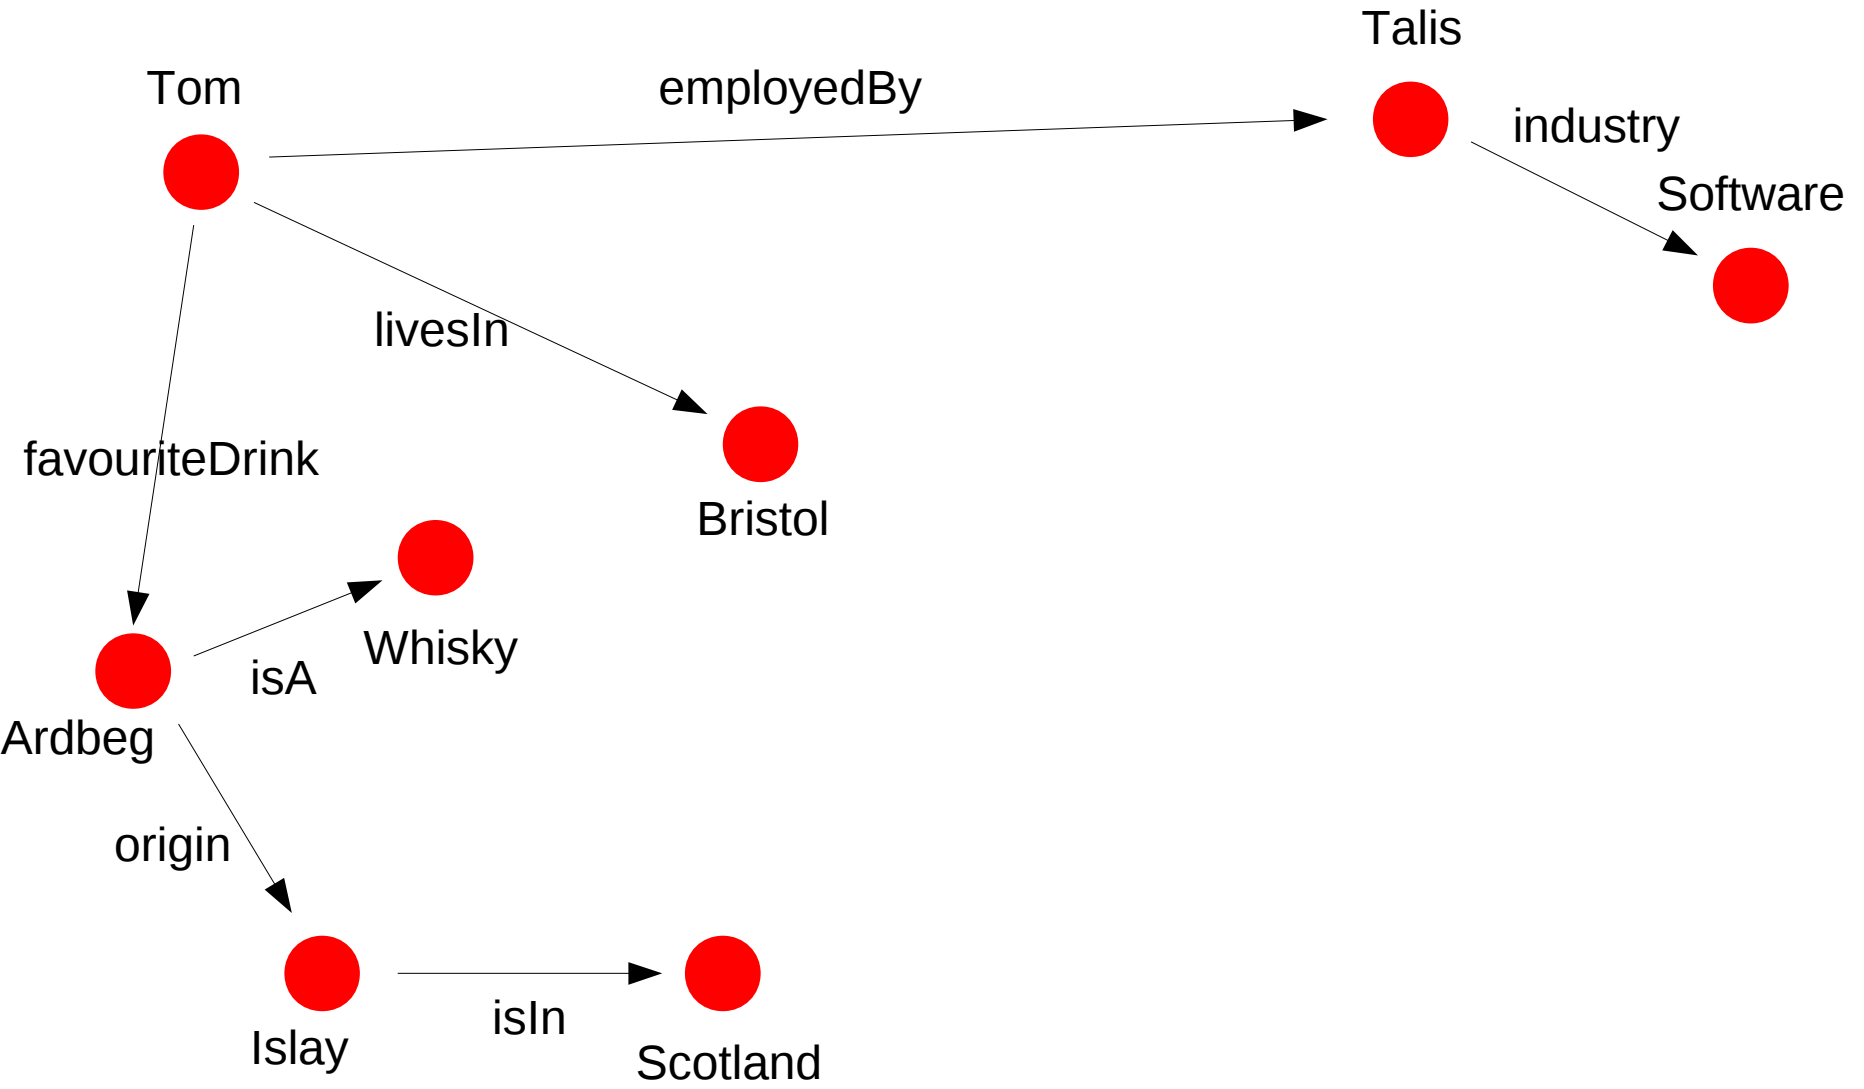 Talis
Tom
employedBy
industry
Software
livesIn
favouriteDrink
Bristol
Whisky
isA
Ardbeg
origin
isIn
Islay
Scotland